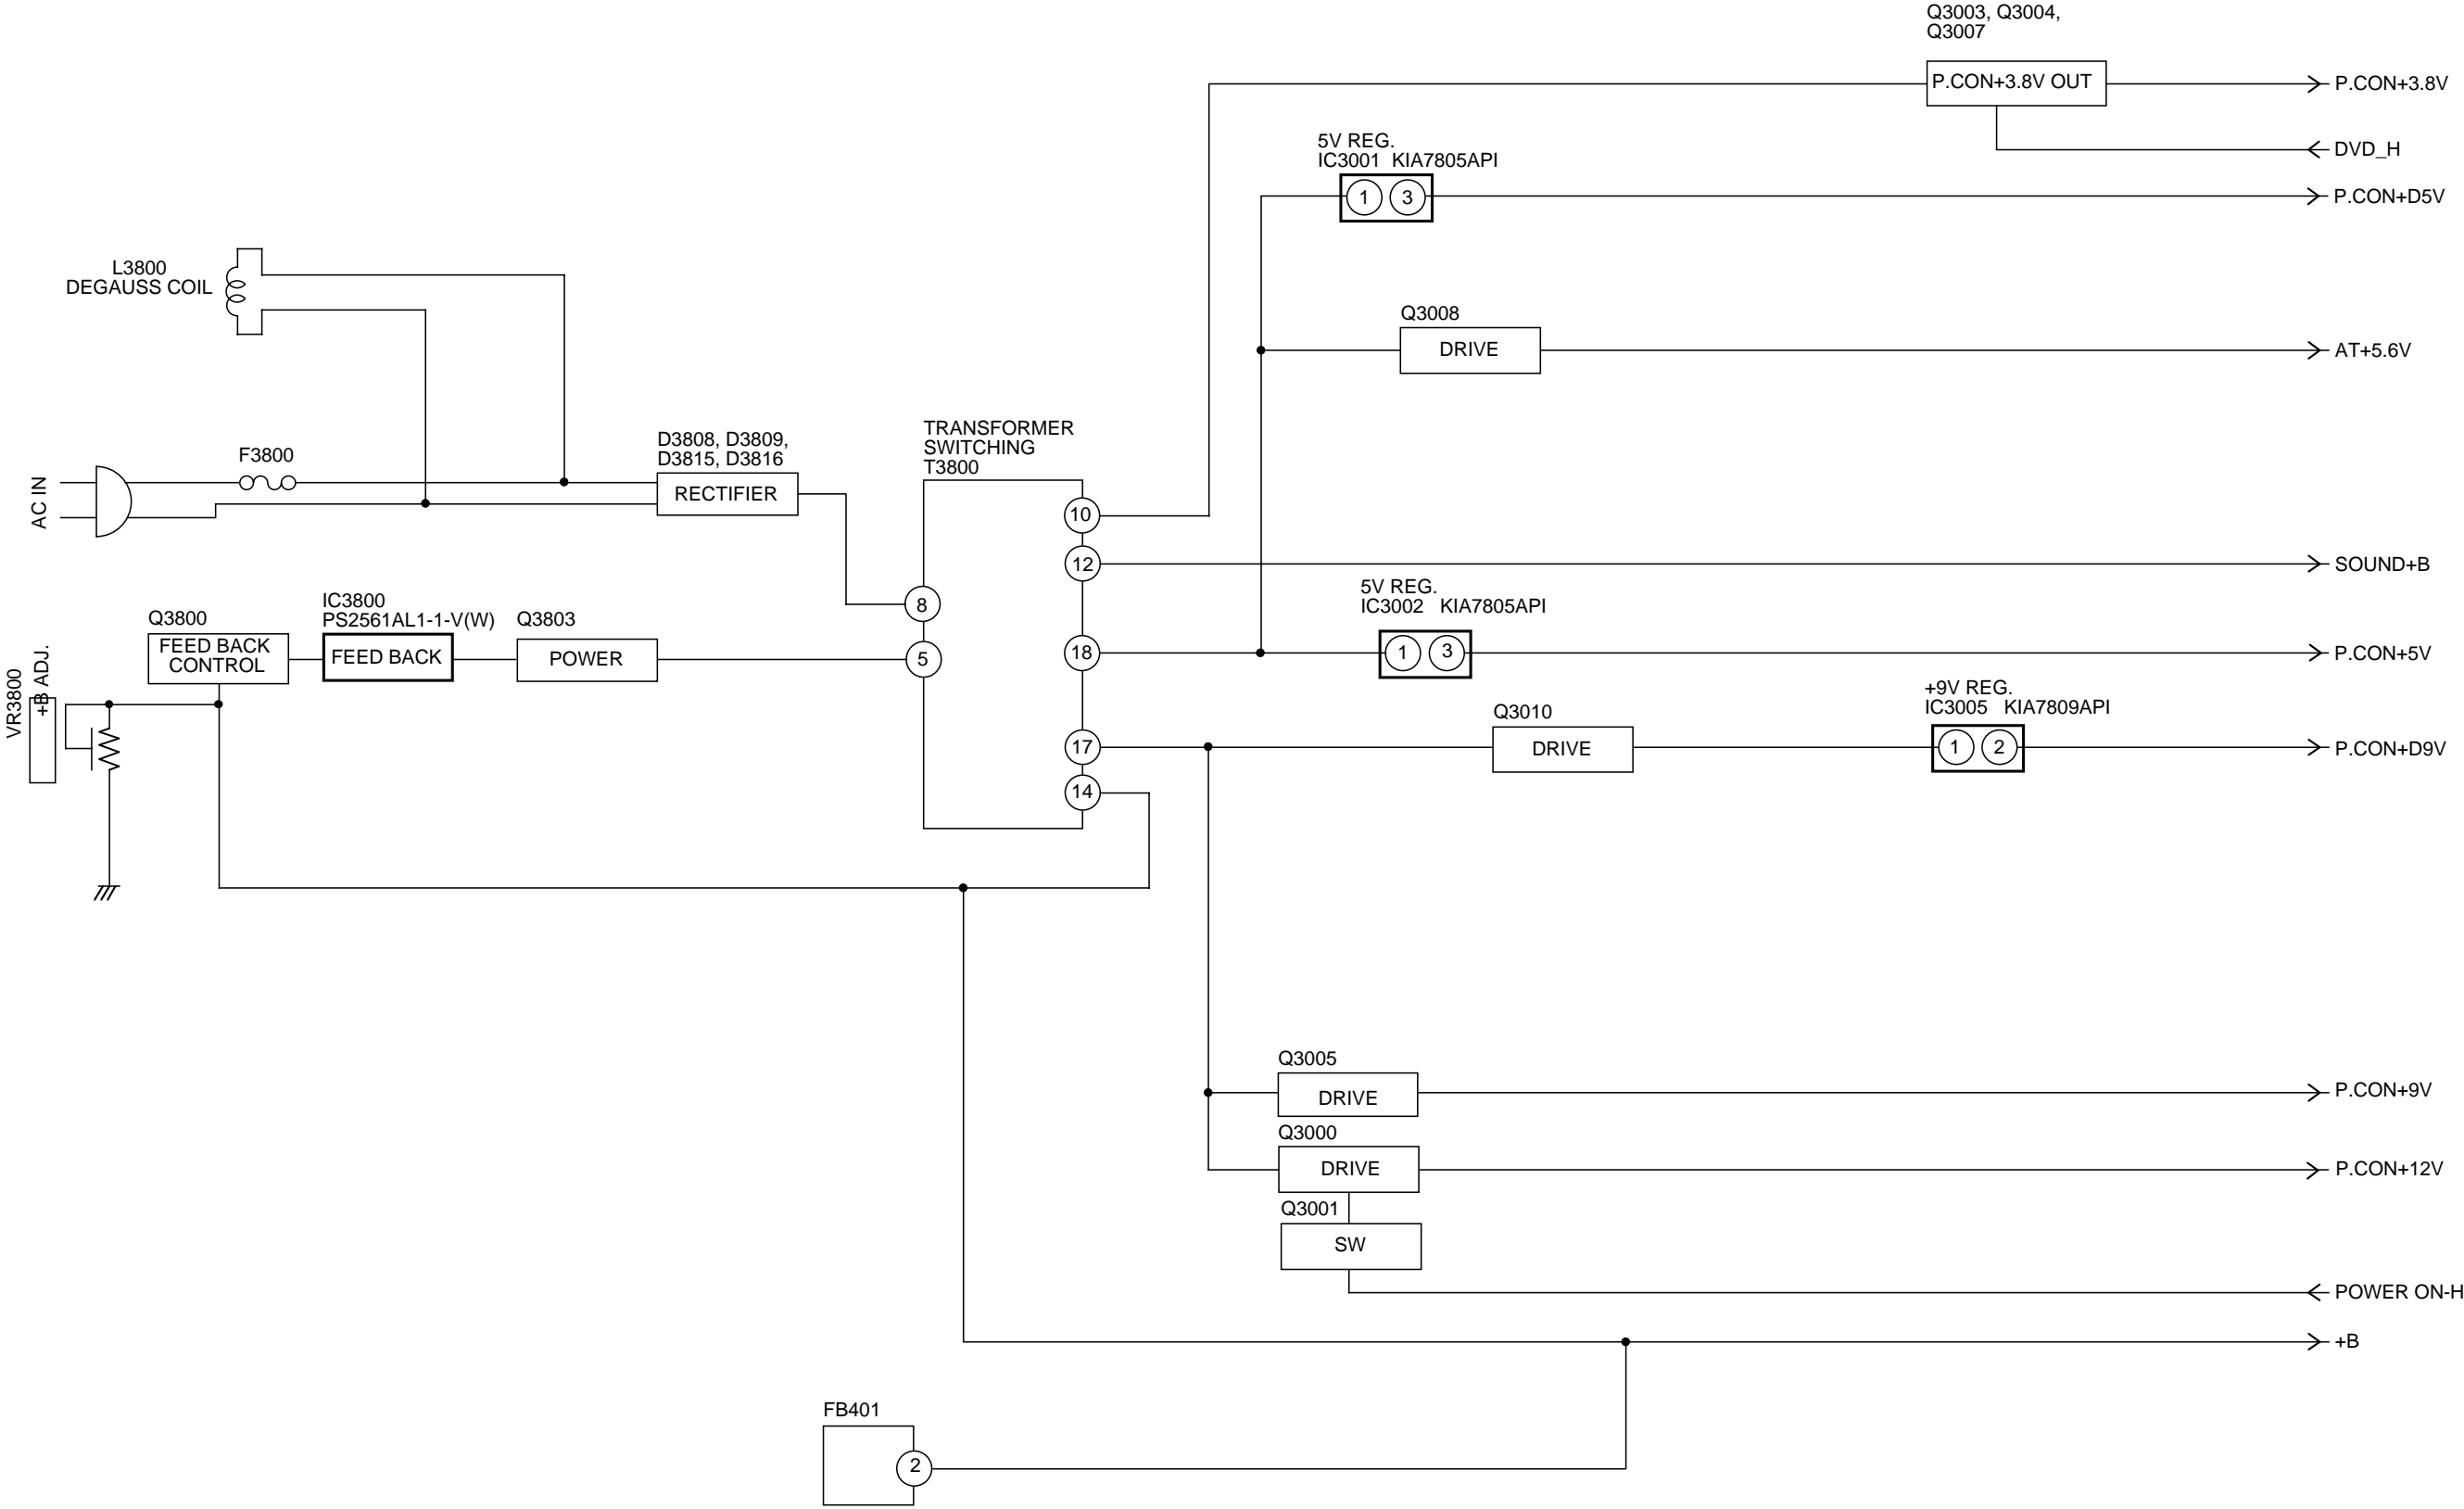 Q3003, Q3004,
Q3007
P.CON+3.8V OUT
P.CON+3.8V
DVD_H
5V REG.
IC3001 KIA7805API
1
3
P.CON+D5V
L3800
DEGAUSS COIL
Q3008
DRIVE
AT+5.6V
AC IN
F3800
D3808, D3809,
D3815, D3816
RECTIFIER
TRANSFORMER
SWITCHING
T3800
10
12
SOUND+B
8
5
18
17
14
5V REG.
IC3002 KIA7805API
1
3
P.CON+5V
Q3800
FEED BACK
CONTROL
IC3800
PS2561AL1-1-V(W)
FEED BACK
Q3803
POWER
VR3800
+B ADJ.
Q3010
DRIVE
+9V REG.
IC3005 KIA7809API
1
2
P.CON+D9V
Q3005
DRIVE
P.CON+9V
Q3000
DRIVE
P.CON+12V
Q3001
SW
POWER ON-H
+B
FB401
2